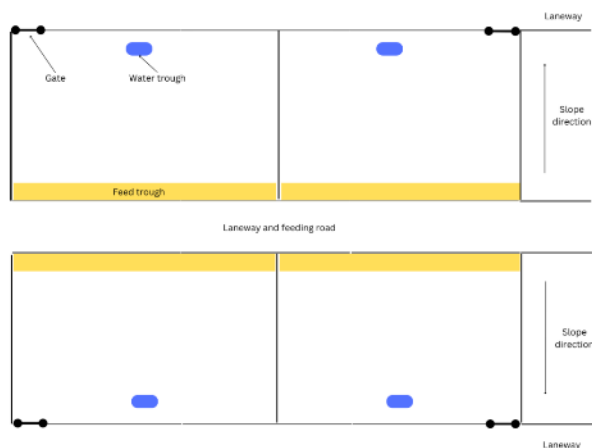 Laneway
Gate
Water trough
Slope
direction
Feed trough
Laneway and feeding road
Slope
direction
Laneway